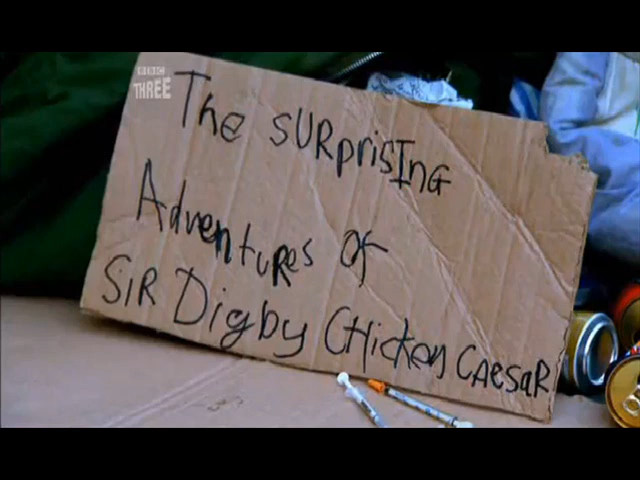 BBC
THREE
The SURprisING
Adventures of
SIR Digby CHicken CAesaR